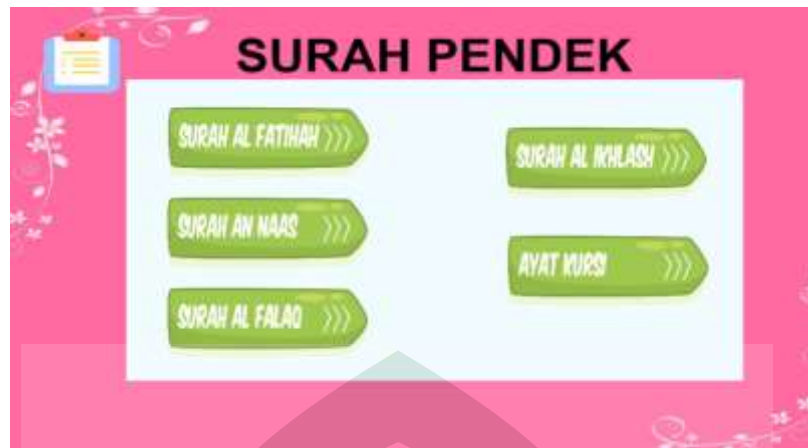 SURAH PENDEK
SURAH AL FATIHAH
SURAH AN NAAS
SURAH AL FALAQ
SURAH AL IKHLASH
AYAT KURSI